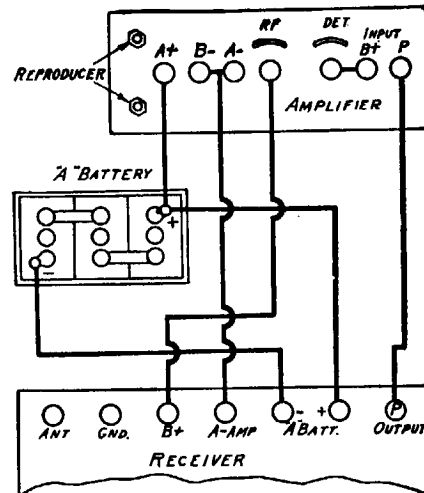 RF DET. INPUT
A+ B- A- B+ P
REPRODUCER
AMPLIFIER
"A" BATTERY
+
-
- +
P
ANT GND. B+ A-AMP A BATT. OUTPUT
RECEIVER